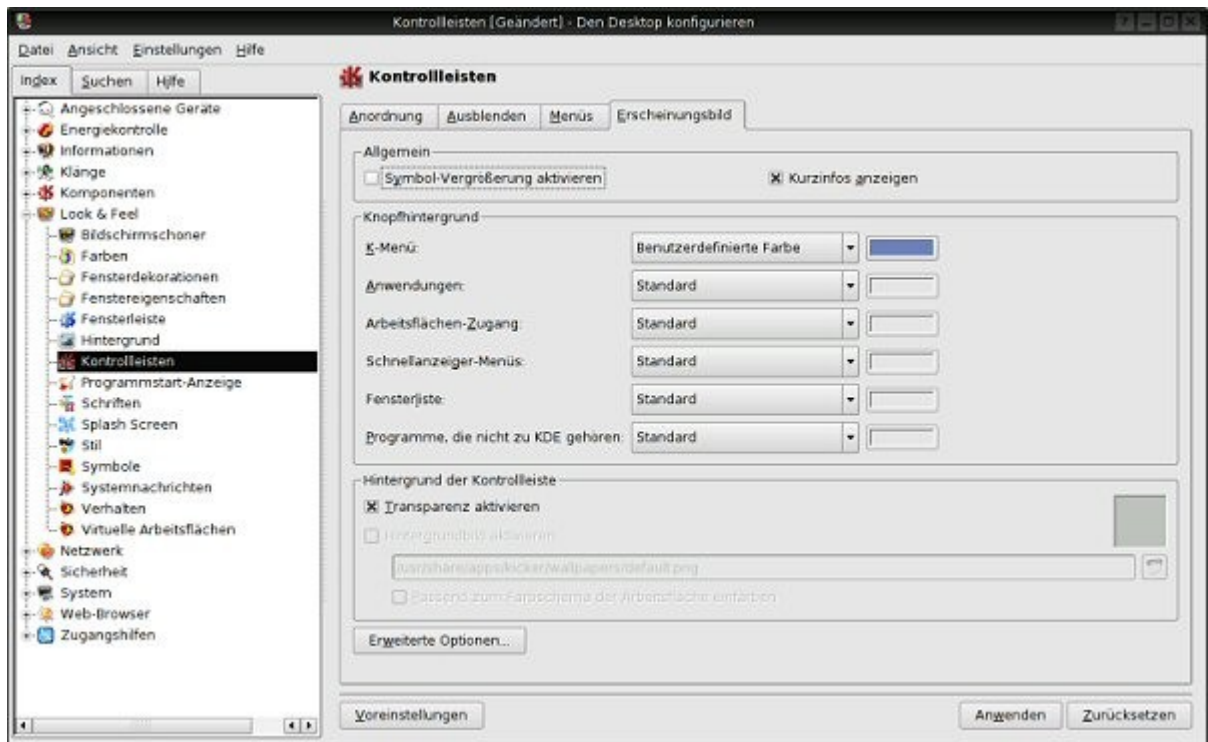 Kontrollleisten [Geändert] - Den Desktop konfigurieren
Datei Ansicht Einstellungen Hilfe
Index Suchen Hilfe
Angeschlossene Geräte
Energiekontrolle
Informationen
Klänge
Komponenten
Look & Feel
Bildschirmschoner
Farben
Fensterdekorationen
Fenstereigenschaften
Fensterleiste
Hintergrund
Kontrollleisten
Programmstart-Anzeige
Schriften
Splash Screen
Stil
Symbole
Systemnachrichten
Verhalten
Virtuelle Arbeitsflächen
Netzwerk
Sicherheit
System
Web-Browser
Zugangshilfen
Kontrollleisten
Anordnung Ausblenden Menüs Erscheinungsbild
Allgemein
Symbol-Vergrößerung aktivieren Kurzinfos anzeigen
Knopfhintergrund
K-Menü: Benutzerdefinierte Farbe
Anwendungen: Standard
Arbeitsflächen-Zugang: Standard
Schnellanzeiger-Menüs: Standard
Fensterliste: Standard
Programme, die nicht zu KDE gehören: Standard
Hintergrund der Kontrollleiste
Transparenz aktivieren
Hintergrundbild aktivieren
/usr/share/apps/kicker/wallpapers/default.png
Passend zum Farbschema der Arbeitsfläche einfärben
Erweiterte Optionen...
Voreinstellungen Anwenden Zurücksetzen